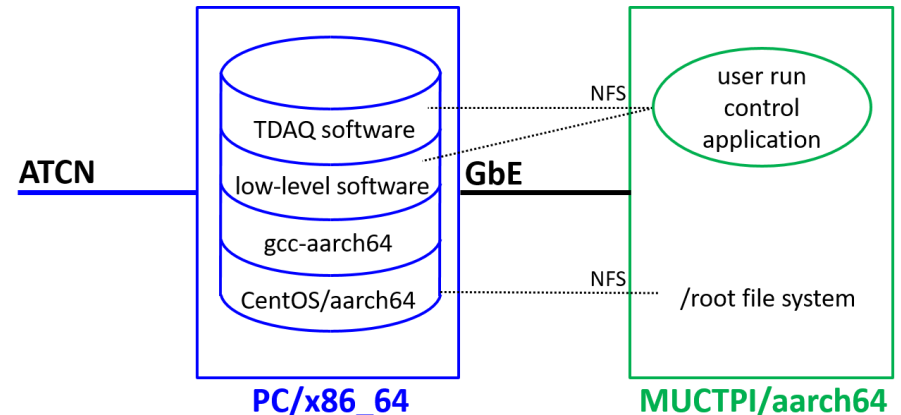 ATCN
TDAQ software
low-level software
gcc-aarch64
CentOS/aarch64
PC/x86_64
GbE
NFS
NFS
user run
control
application
/root file system
MUCTPI/aarch64